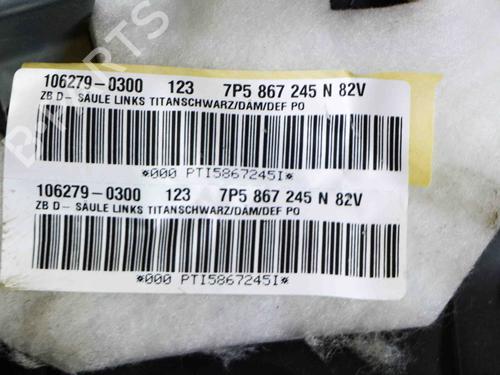 106279-0300 123 7P5 867 245 N 82V
ZB D- SAULE LINKS TITANSCHWARZ/DAM/DEF PO
*000 PTI5867245I*
106279-0300 123 7P5 867 245 N 82V
ZB D- SAULE LINKS TITANSCHWARZ/DAM/DEF PO
*000 PTI5867245I*